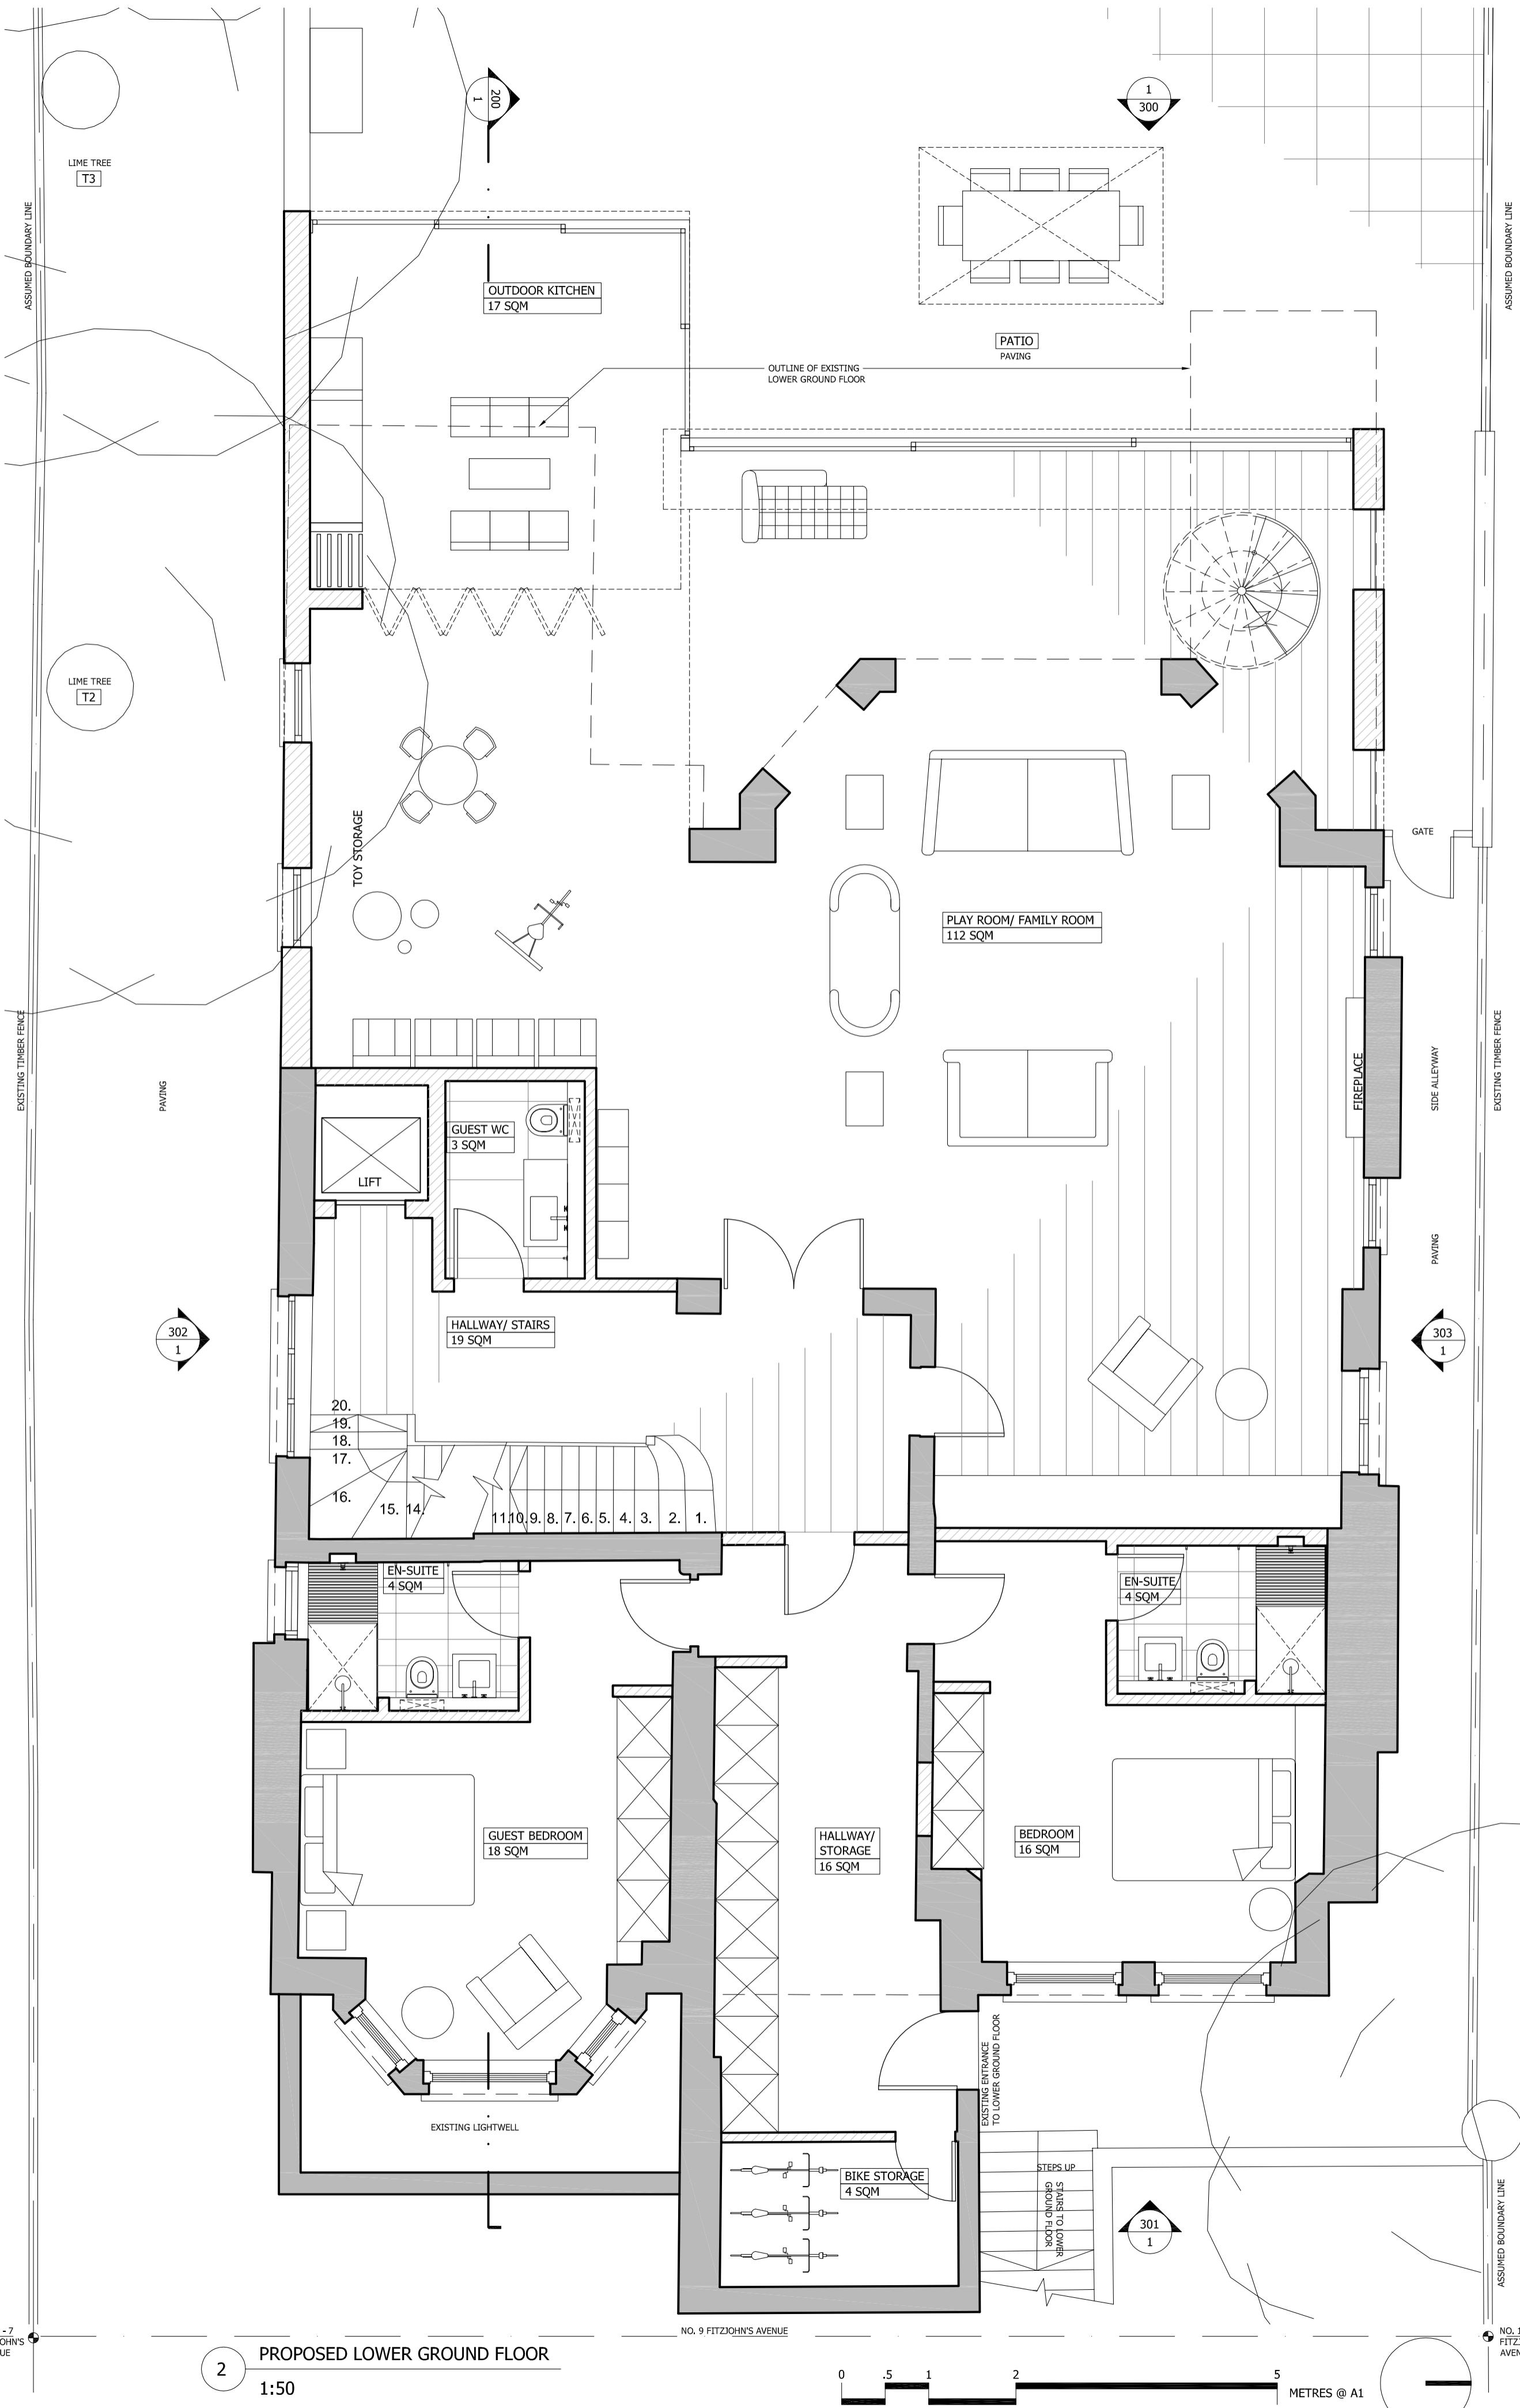 200
1
1
300
LIME TREE
T3
ASSUMED BOUNDARY LINE
ASSUMED BOUNDARY LINE
OUTDOOR KITCHEN
17 SQM
PATIO
PAVING
OUTLINE OF EXISTING
LOWER GROUND FLOOR
LIME TREE
T2
TOY STORAGE
GATE
PLAY ROOM/ FAMILY ROOM
112 SQM
EXISTING TIMBER FENCE
PAVING
FIREPLACE
SIDE ALLEYWAY
EXISTING TIMBER FENCE
GUEST WC
3 SQM
LIFT
PAVING
302
1
HALLWAY/ STAIRS
19 SQM
303
1
20.
19.
18.
17.
16.
15.
14.
11.
10.
9.
8.
7.
6.
5.
4.
3.
2.
1.
EN-SUITE
4 SQM
EN-SUITE
4 SQM
GUEST BEDROOM
18 SQM
HALLWAY/
STORAGE
16 SQM
BEDROOM
16 SQM
EXISTING ENTRANCE
TO LOWER GROUND FLOOR
EXISTING LIGHTWELL
BIKE STORAGE
4 SQM
STEPS UP
STAIRS TO LOWER
GROUND FLOOR
301
1
ASSUMED BOUNDARY LINE
- 7
OHN'S
UE
NO. 9 FITZJOHN'S AVENUE
NO. 1
FITZJ
AVEN
2
PROPOSED LOWER GROUND FLOOR
1:50
0 .5 1 2 5
METRES @ A1